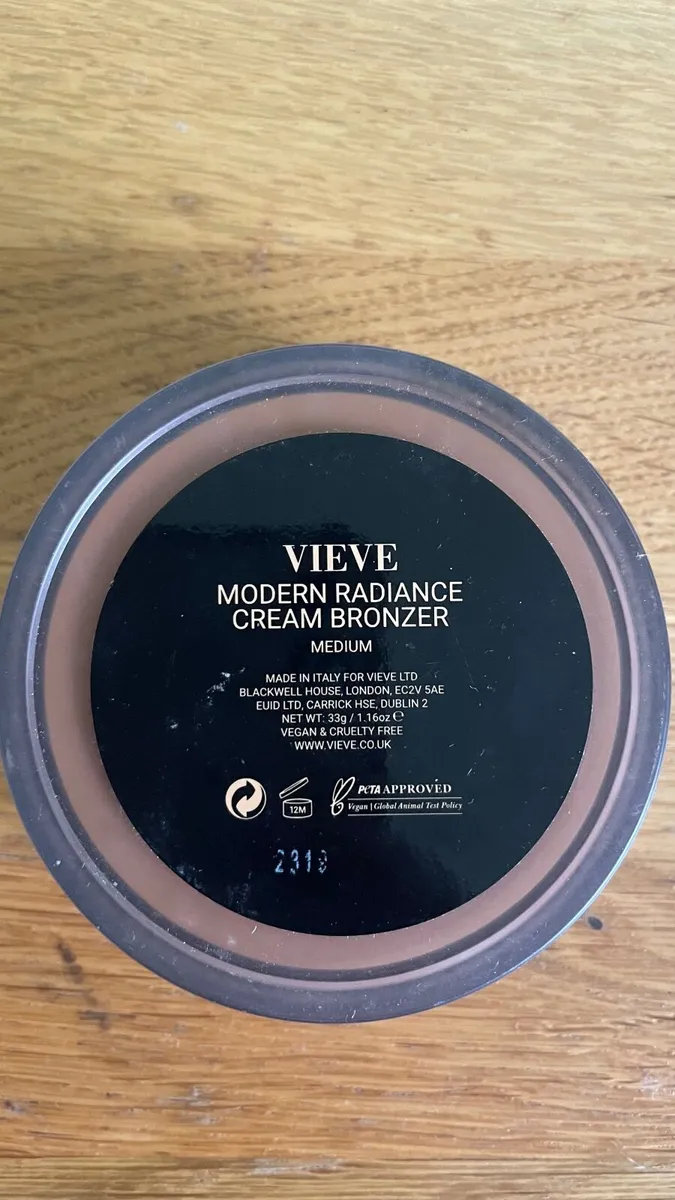 VIEVE
MODERN RADIANCE
CREAM BRONZER
MEDIUM
MADE IN ITALY FOR VIEVE LTD
BLACKWELL HOUSE, LONDON, EC2V 5AE
EUID LTD, CARRICK HSE, DUBLIN 2
NET WT: 33g / 1.16oz ℮
VEGAN & CRUELTY FREE
WWW.VIEVE.CO.UK
12M
PETA APPROVED
Vegan | Global Animal Test Policy